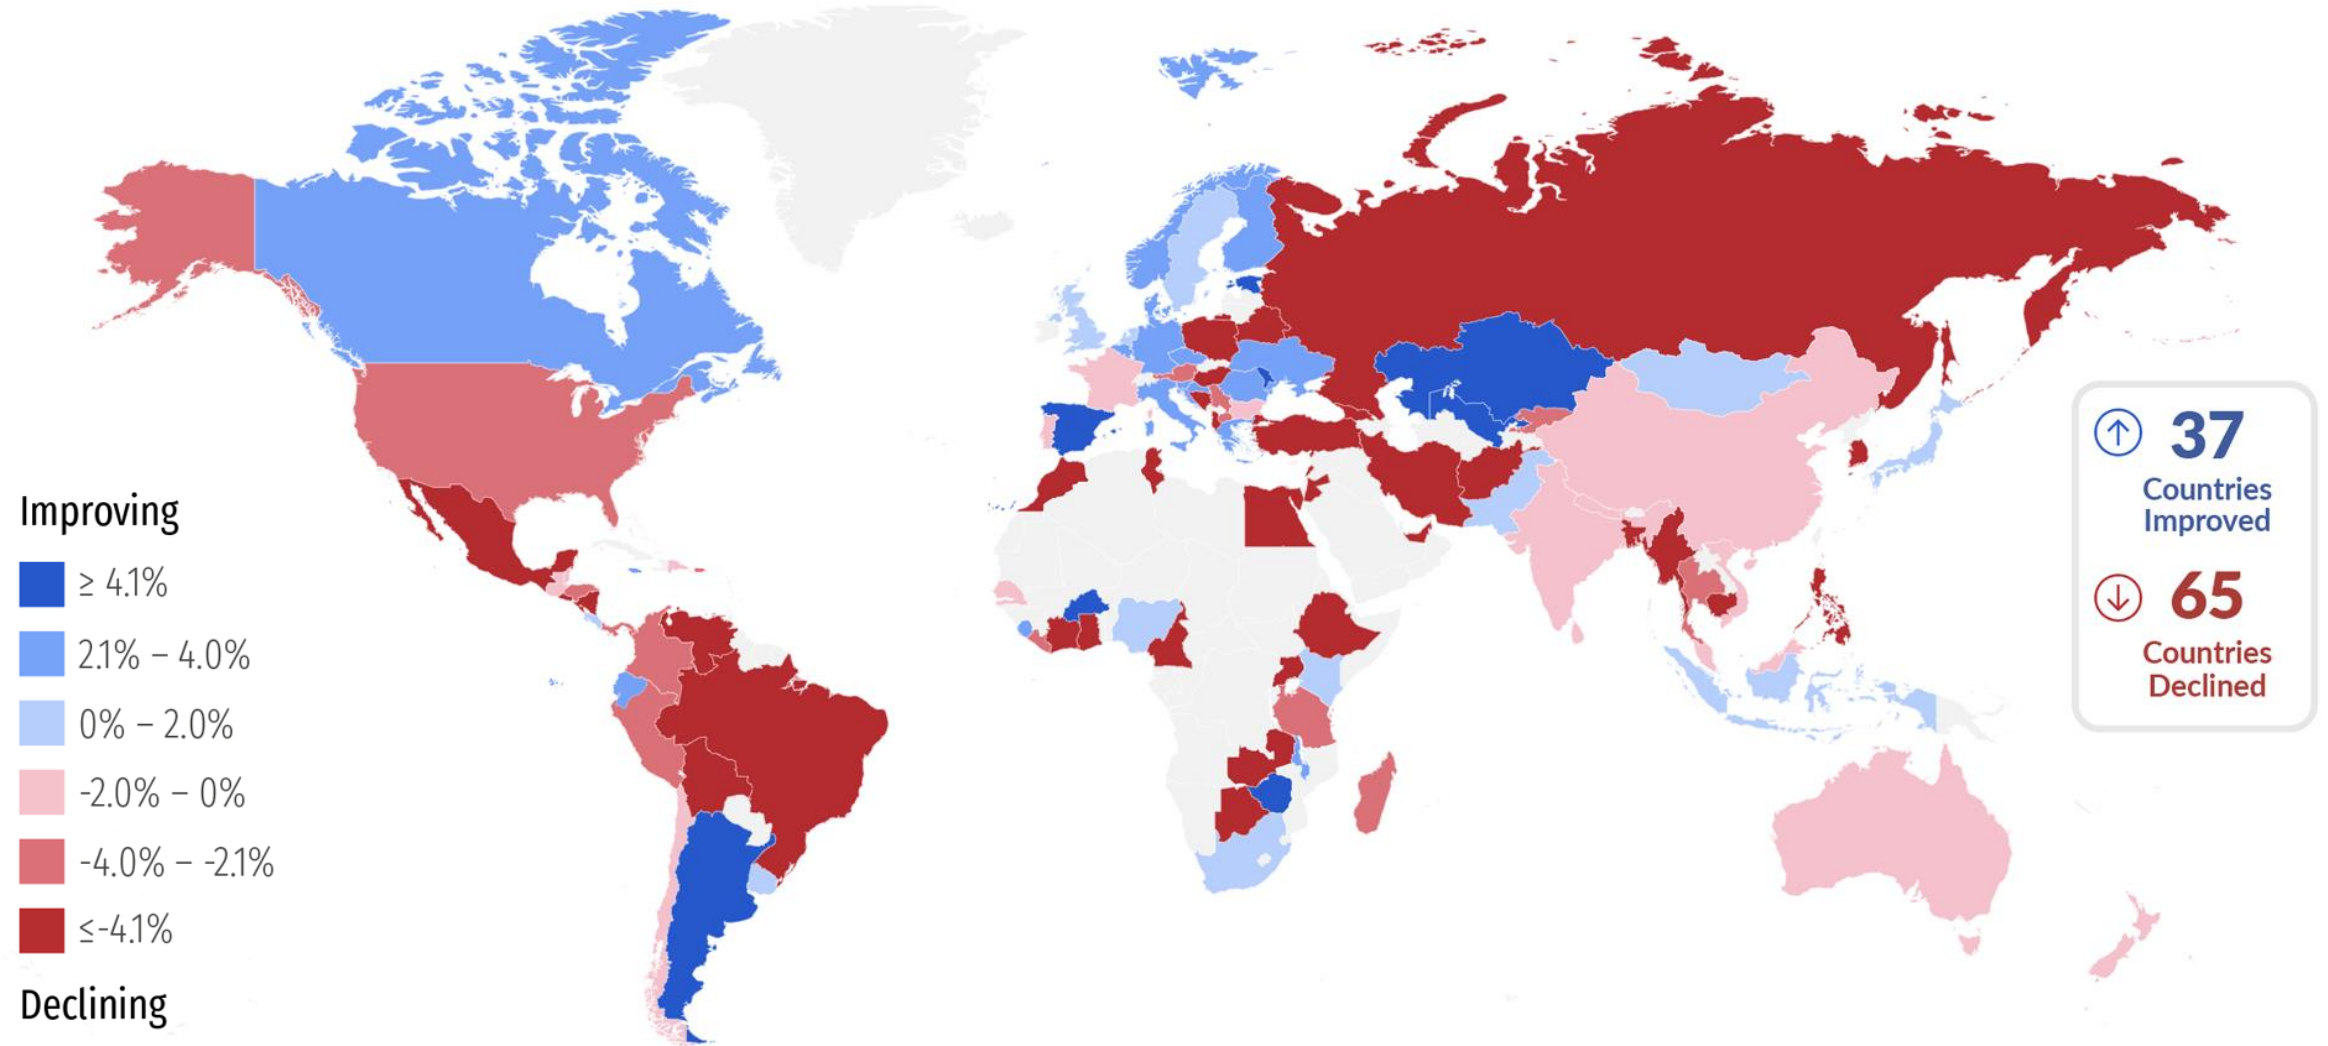 Improving
≥ 4.1%
2.1% – 4.0%
0% – 2.0%
-2.0% – 0%
-4.0% – -2.1%
≤-4.1%
Declining
37
Countries
Improved
65
Countries
Declined